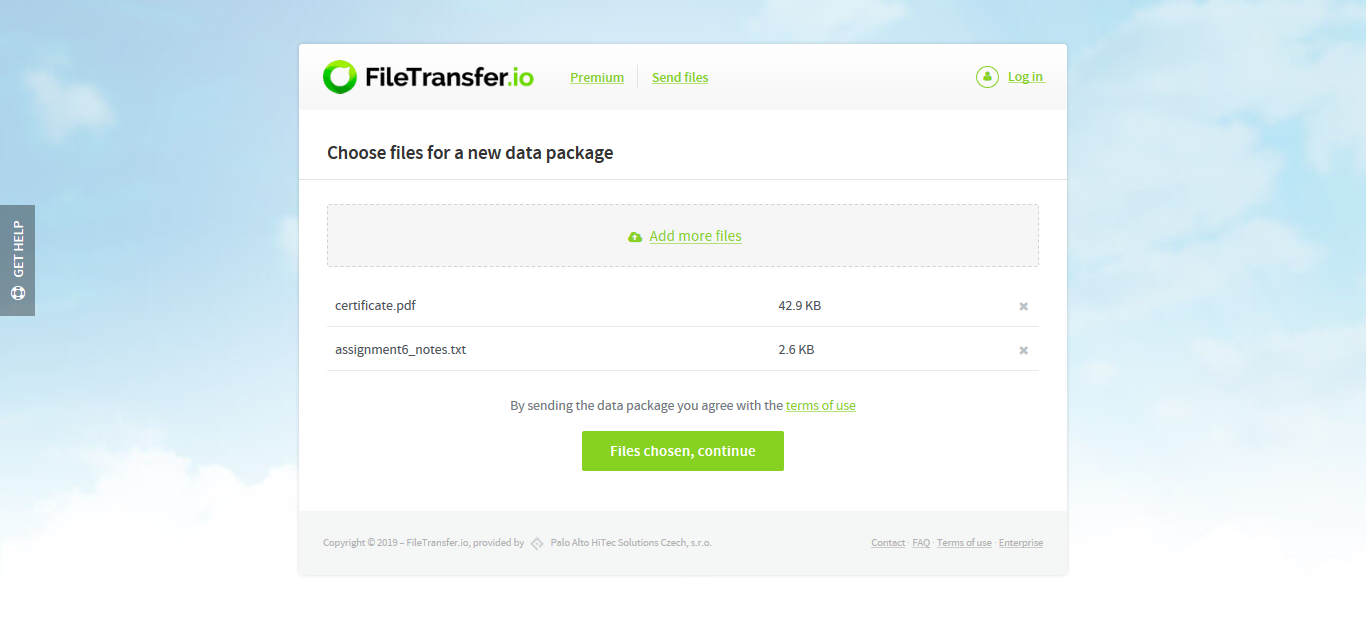 FileTransfer.io Premium Send files Log in
Choose files for a new data package
GET HELP
Add more files
certificate.pdf 42.9 KB
assignment6_notes.txt 2.6 KB
By sending the data package you agree with the terms of use
Files chosen, continue
Copyright © 2019 – FileTransfer.io, provided by Palo Alto HiTec Solutions Czech, s.r.o. Contact · FAQ · Terms of use · Enterprise